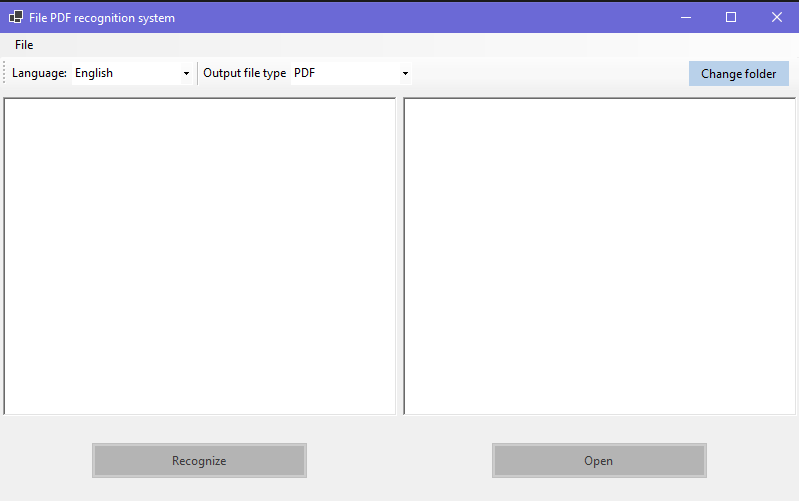 File PDF recognition system
File
Language: English Output file type PDF Change folder
Recognize Open